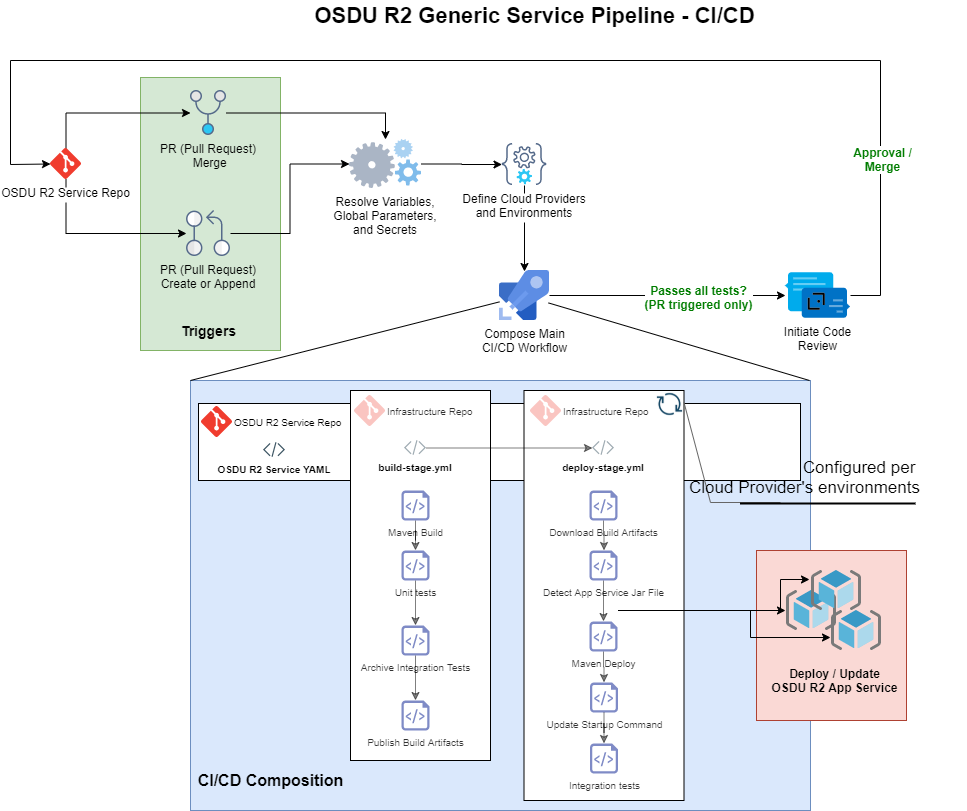 OSDU R2 Generic Service Pipeline - CI/CD
PR (Pull Request)
Merge
OSDU R2 Service Repo
PR (Pull Request)
Create or Append
Triggers
Resolve Variables,
Global Parameters,
and Secrets
Define Cloud Providers
and Environments
Compose Main
CI/CD Workflow
Passes all tests?
(PR triggered only)
Initiate Code
Review
Approval /
Merge
OSDU R2 Service Repo
</>
OSDU R2 Service YAML
Infrastructure Repo
</>
build-stage.yml
</>
Maven Build
</>
Unit tests
</>
Archive Integration Tests
</>
Publish Build Artifacts
Infrastructure Repo
</>
deploy-stage.yml
</>
Download Build Artifacts
</>
Detect App Service Jar File
</>
Maven Deploy
</>
Update Startup Command
</>
Integration tests
Configured per
Cloud Provider's environments
Deploy / Update
OSDU R2 App Service
CI/CD Composition